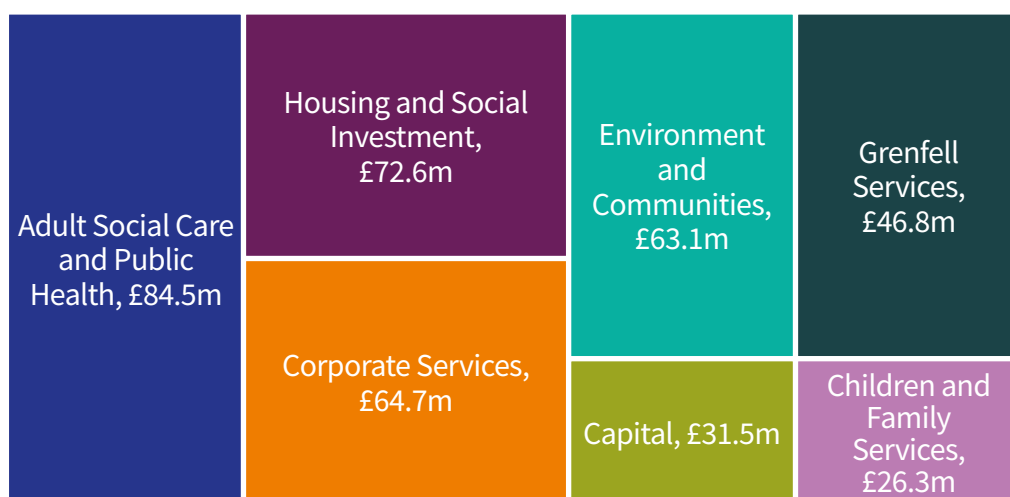 Adult Social Care
and Public
Health, £84.5m
Housing and Social
Investment,
£72.6m
Corporate Services,
£64.7m
Environment
and
Communities,
£63.1m
Capital, £31.5m
Grenfell
Services,
£46.8m
Children and
Family
Services,
£26.3m